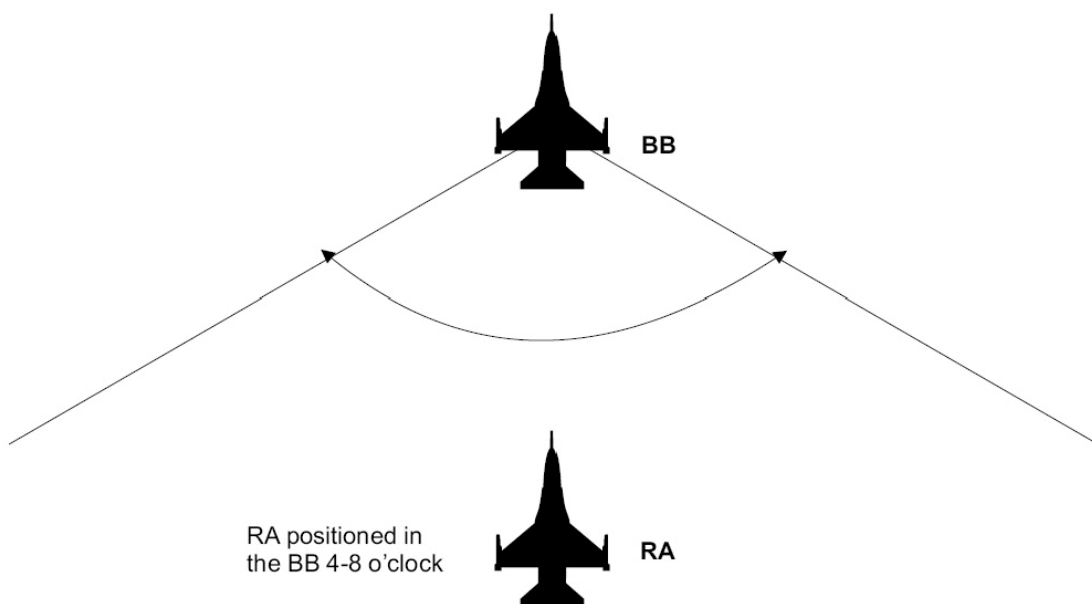 BB
RA positioned in
the BB 4-8 o’clock
RA